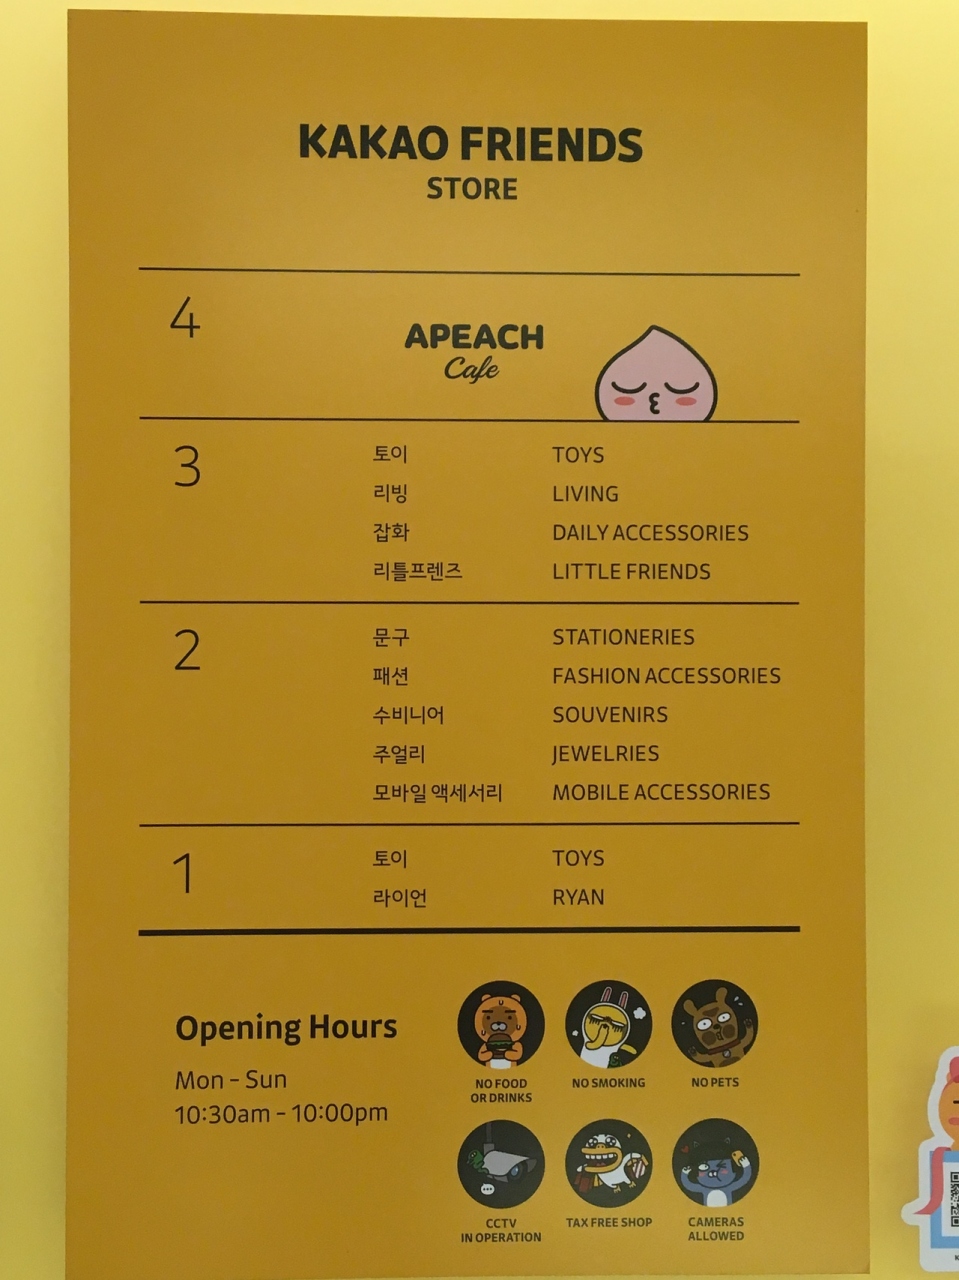 KAKAO FRIENDS
STORE
4
APEACH
Cafe
3
토이 TOYS
리빙 LIVING
잡화 DAILY ACCESSORIES
리틀프렌즈 LITTLE FRIENDS
2
문구 STATIONERIES
패션 FASHION ACCESSORIES
수비니어 SOUVENIRS
주얼리 JEWELRIES
모바일 액세서리 MOBILE ACCESSORIES
1
토이 TOYS
라이언 RYAN
Opening Hours
Mon - Sun
10:30am - 10:00pm
NO FOOD
OR DRINKS
NO SMOKING
NO PETS
CCTV
IN OPERATION
TAX FREE SHOP
CAMERAS
ALLOWED